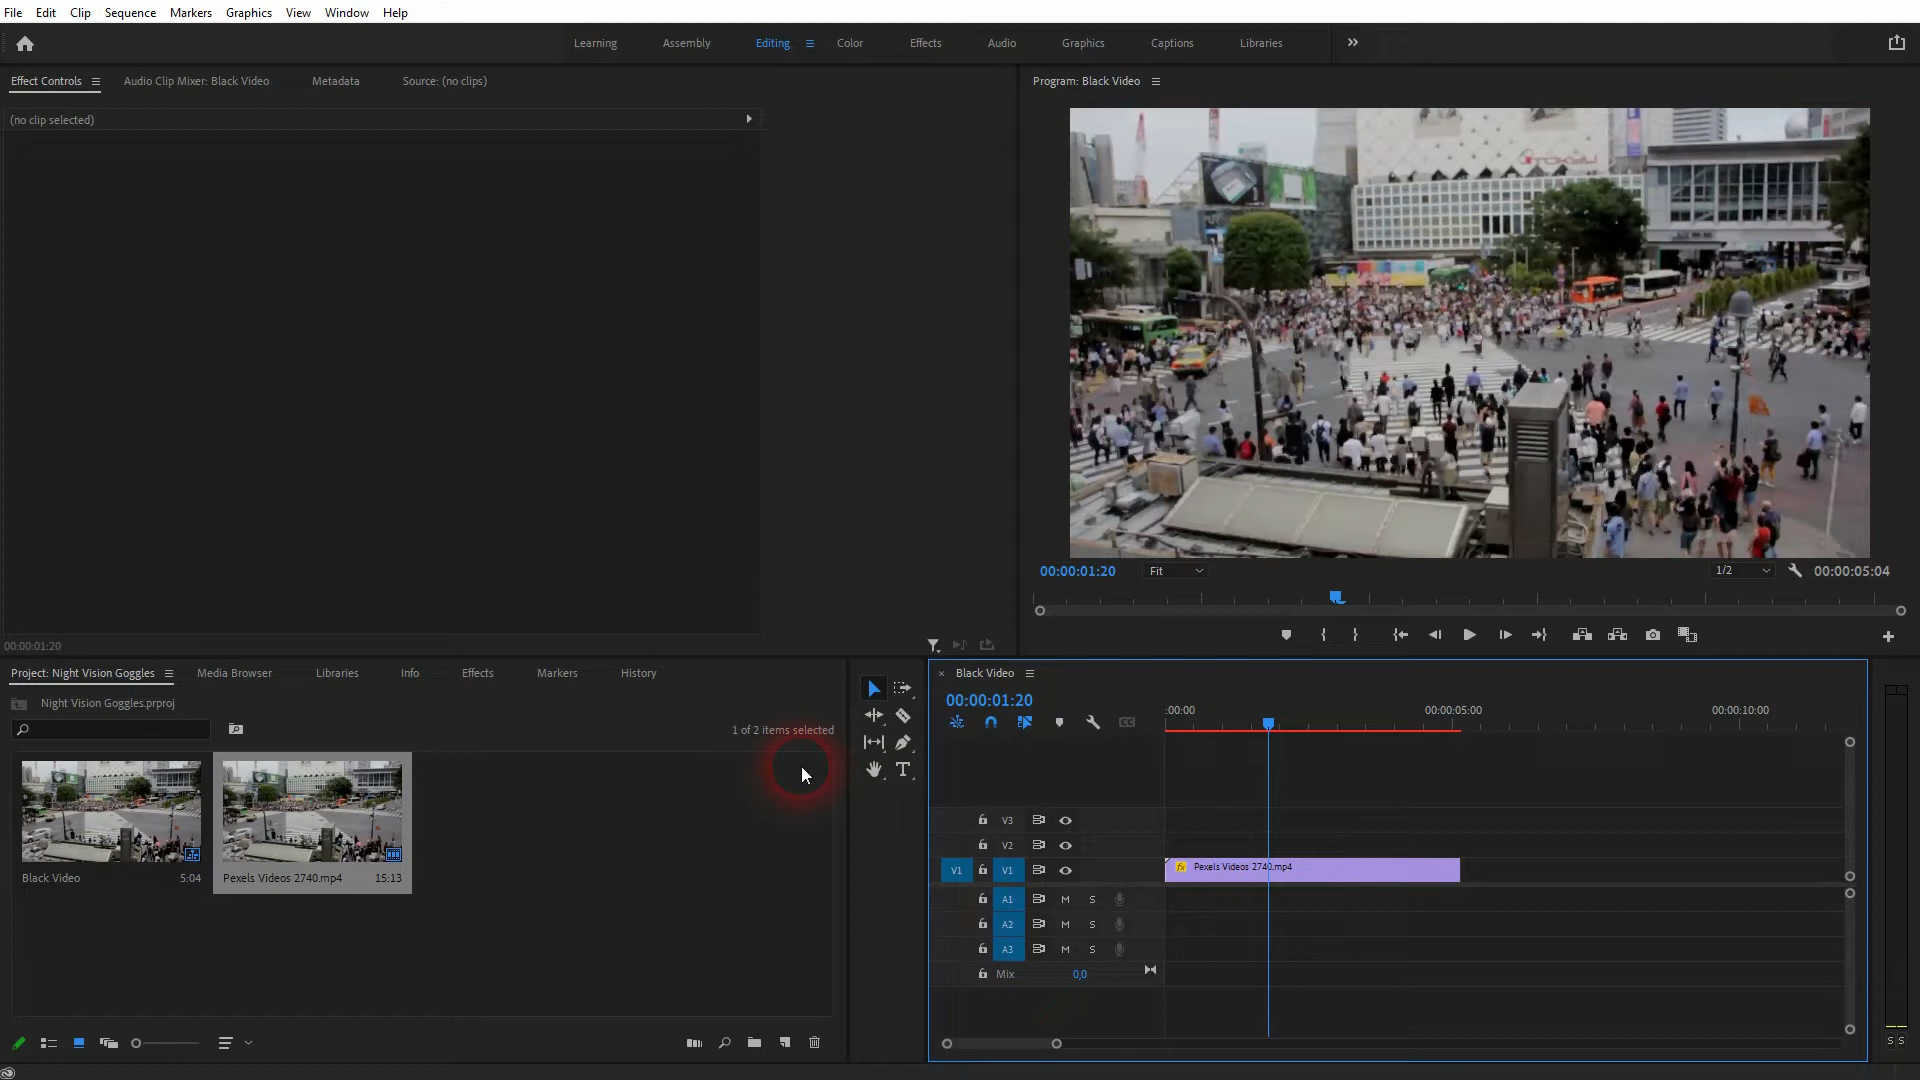 File Edit Clip Sequence Markers Graphics View Window Help
Learning Assembly Editing Color Effects Audio Graphics Captions Libraries
Effect Controls Audio Clip Mixer: Black Video Metadata Source: (no clips)
Program: Black Video
(no clip selected)
00:00:01:20 Fit 1/2 00:00:05:04
00:00:01:20
Project: Night Vision Goggles Media Browser Libraries Info Effects Markers History
Night Vision Goggles.prproj
1 of 2 items selected
Black Video 5:04
Pexels Videos 2740.mp4 15:13
Black Video
00:00:01:20
:00:00 00:00:05:00 00:00:10:00
V3
V2
V1 V1 Pexels Videos 2740.mp4
A1 M S
A2 M S
A3 M S
Mix 0,0
S S